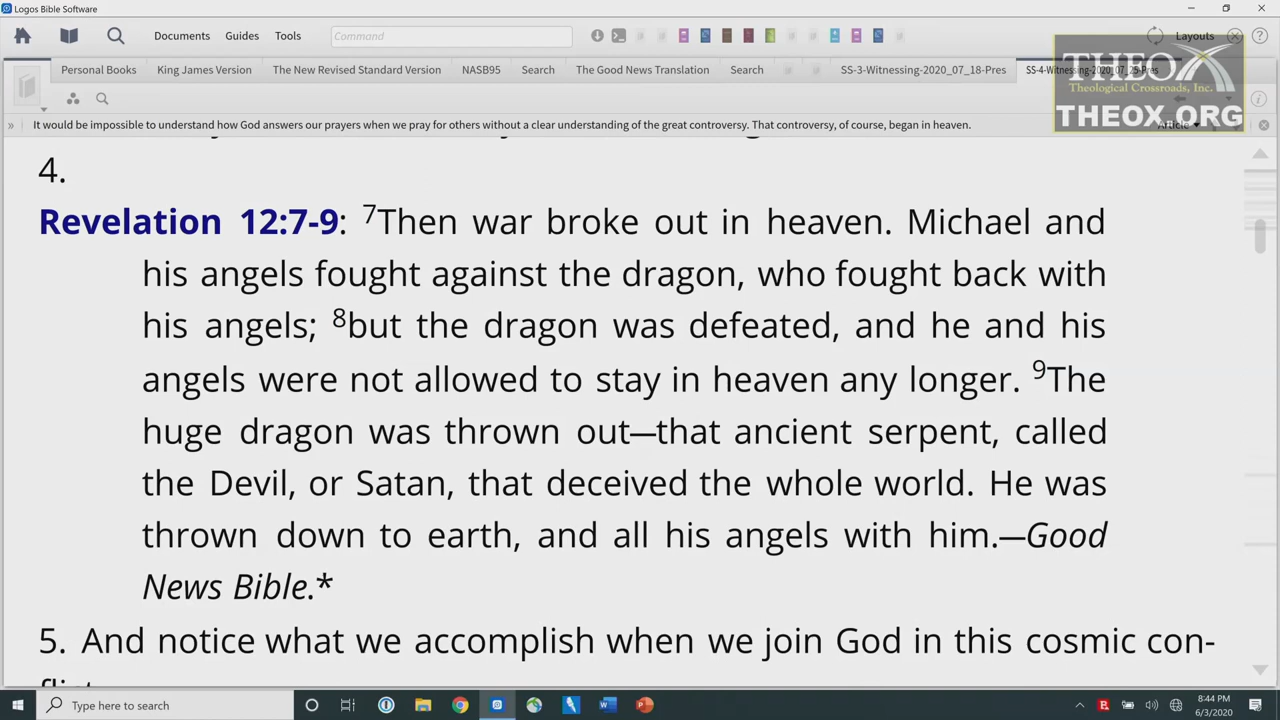 Logos Bible Software
Documents Guides Tools Command Layouts
Personal Books King James Version The New Revised Standard NASB95 Search The Good News Translation Search SS-3-Witnessing-2020_07_18-Pres SS-4-Witnessing-2020_07_25-Pres
THEOX
Theological Crossroads, Inc.
THEOX.ORG
» It would be impossible to understand how God answers our prayers when we pray for others without a clear understanding of the great controversy. That controversy, of course, began in heaven. Article
4.
Revelation 12:7-9: 7Then war broke out in heaven. Michael and
his angels fought against the dragon, who fought back with
his angels; 8but the dragon was defeated, and he and his
angels were not allowed to stay in heaven any longer. 9The
huge dragon was thrown out—that ancient serpent, called
the Devil, or Satan, that deceived the whole world. He was
thrown down to earth, and all his angels with him.—Good
News Bible.*
5. And notice what we accomplish when we join God in this cosmic con-
Type here to search
8:44 PM
6/3/2020